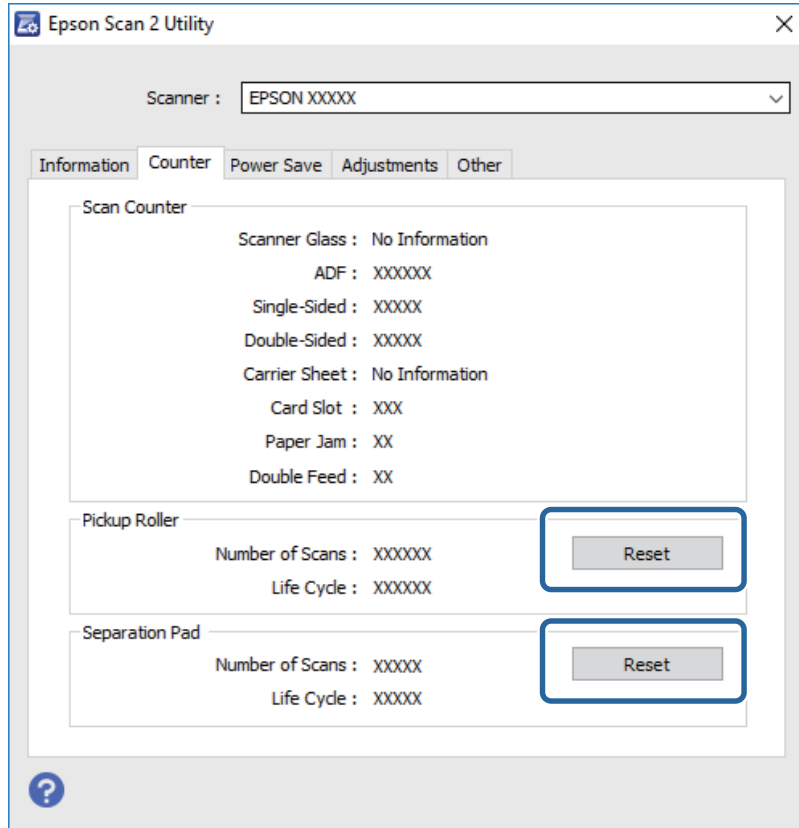 Epson Scan 2 Utility
Scanner : EPSON XXXXX
Information Counter Power Save Adjustments Other
Scan Counter
Scanner Glass : No Information
ADF : XXXXXX
Single-Sided : XXXXX
Double-Sided : XXXXX
Carrier Sheet : No Information
Card Slot : XXX
Paper Jam : XX
Double Feed : XX
Pickup Roller
Number of Scans : XXXXXX Reset
Life Cycle : XXXXXX
Separation Pad
Number of Scans : XXXXX Reset
Life Cycle : XXXXX
?